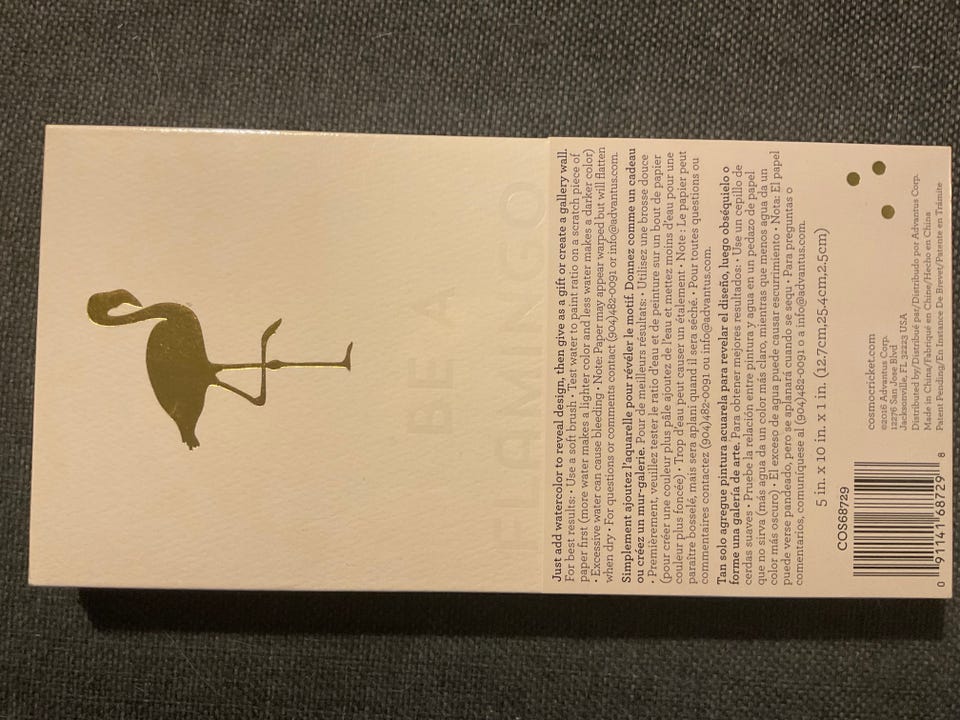 BE A
FLAMINGO
Just add watercolor to reveal design, then give as a gift or create a gallery wall.
For best results: • Use a soft brush • Test water to paint ratio on a scratch piece of
paper first (more water makes a lighter color and less water makes a darker color)
• Excessive water can cause bleeding • Note: Paper may appear warped but will flatten
when dry • For questions or comments contact (904)482-0091 or info@advantus.com.
Simplement ajoutez l'aquarelle pour révéler le motif. Donnez comme un cadeau
ou créez un mur-galerie. Pour de meilleurs résultats: • Utilisez une brosse douce
• Premièrement, veuillez tester le ratio d'eau et de peinture sur un bout de papier
(pour créer une couleur plus pâle ajoutez de l'eau et mettez moins d'eau pour une
couleur plus foncée) • Trop d'eau peut causer un étalement • Note : Le papier peut
paraître bosselé, mais sera aplani quand il sera séché. • Pour toutes questions ou
commentaires contactez (904)482-0091 ou info@advantus.com.
Tan solo agregue pintura acuarela para revelar el diseño, luego obséquielo o
forme una galería de arte. Para obtener mejores resultados: • Use un cepillo de
cerdas suaves • Pruebe la relación entre pintura y agua en un pedazo de papel
que no sirva (más agua da un color más claro, mientras que menos agua da un
color más oscuro) • El exceso de agua puede causar escurrimiento • Nota: El papel
puede verse pandeado, pero se aplanará cuando se sequ • Para preguntas o
comentarios, comuníquese al (904)482-0091 o a info@advantus.com.
5 in. x 10 in. x 1 in. (12.7cm,25.4cm,2.5cm)
COS68729
0 91141 68729 8
cosmocricket.com
©2016 Advantus Corp.
12276 San Jose Blvd
Jacksonville, FL 32223 USA
Distributed by/Distribué par/Distribudo por Advantus Corp.
Made in China/Fabriqué en Chine/Hecho en China
Patent Pending/En Instance De Brevet/Patente en Trámite